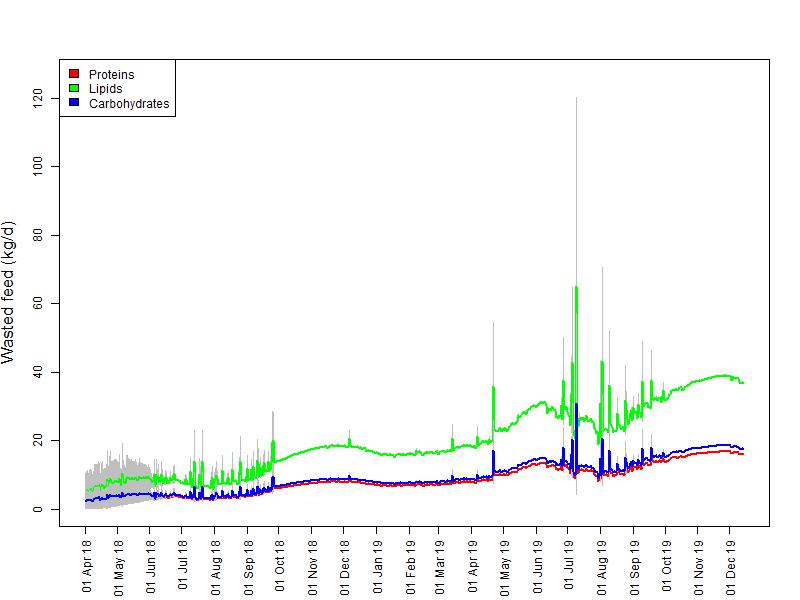 Proteins
Lipids
Carbohydrates
Wasted feed (kg/d)
120
100
80
60
40
20
0
01 Apr 18
01 May 18
01 Jun 18
01 Jul 18
01 Aug 18
01 Sep 18
01 Oct 18
01 Nov 18
01 Dec 18
01 Jan 19
01 Feb 19
01 Mar 19
01 Apr 19
01 May 19
01 Jun 19
01 Jul 19
01 Aug 19
01 Sep 19
01 Oct 19
01 Nov 19
01 Dec 19